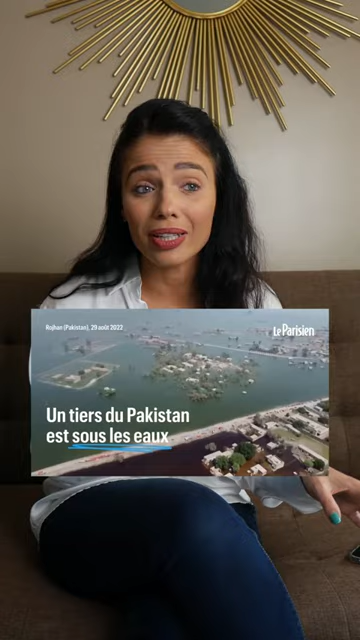 Rojhan (Pakistan), 29 août 2022
Le Parisien
Un tiers du Pakistan
est sous les eaux